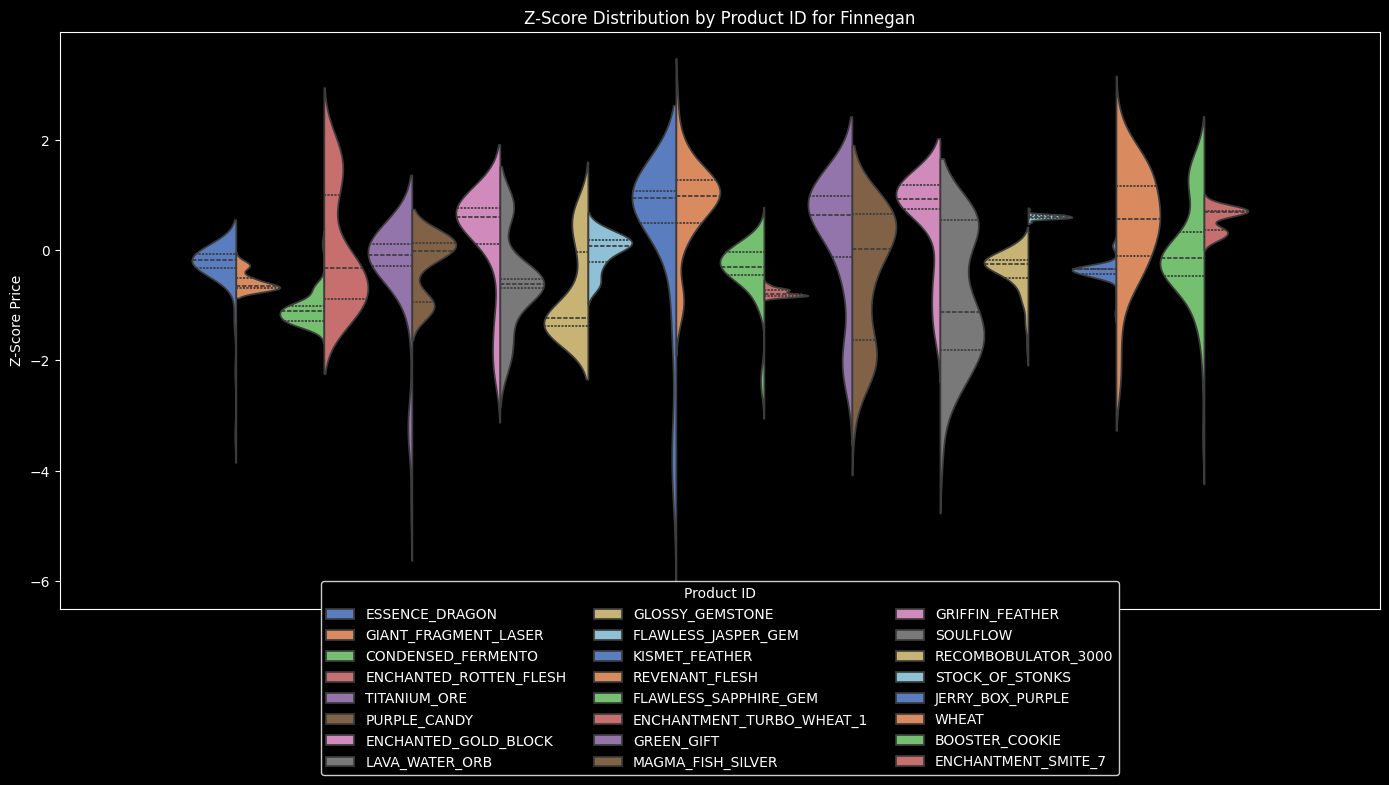 Z-Score Distribution by Product ID for Finnegan
Z-Score Price
2
0
−2
−4
−6
Product ID
ESSENCE_DRAGON
GIANT_FRAGMENT_LASER
CONDENSED_FERMENTO
ENCHANTED_ROTTEN_FLESH
TITANIUM_ORE
PURPLE_CANDY
ENCHANTED_GOLD_BLOCK
LAVA_WATER_ORB
GLOSSY_GEMSTONE
FLAWLESS_JASPER_GEM
KISMET_FEATHER
REVENANT_FLESH
FLAWLESS_SAPPHIRE_GEM
ENCHANTMENT_TURBO_WHEAT_1
GREEN_GIFT
MAGMA_FISH_SILVER
GRIFFIN_FEATHER
SOULFLOW
RECOMBOBULATOR_3000
STOCK_OF_STONKS
JERRY_BOX_PURPLE
WHEAT
BOOSTER_COOKIE
ENCHANTMENT_SMITE_7